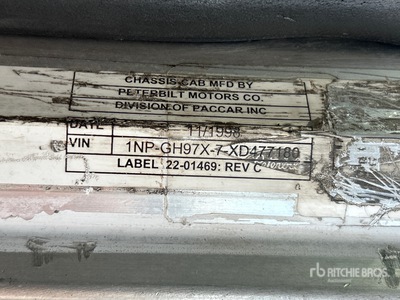 CHASSIS-CAB MFD BY
PETERBILT MOTORS CO.
DIVISION OF PACCAR INC
DATE 11/1998
VIN 1NP-GH97X-7-XD477180
LABEL: 22-01469: REV C
rb RITCHIE BROS.